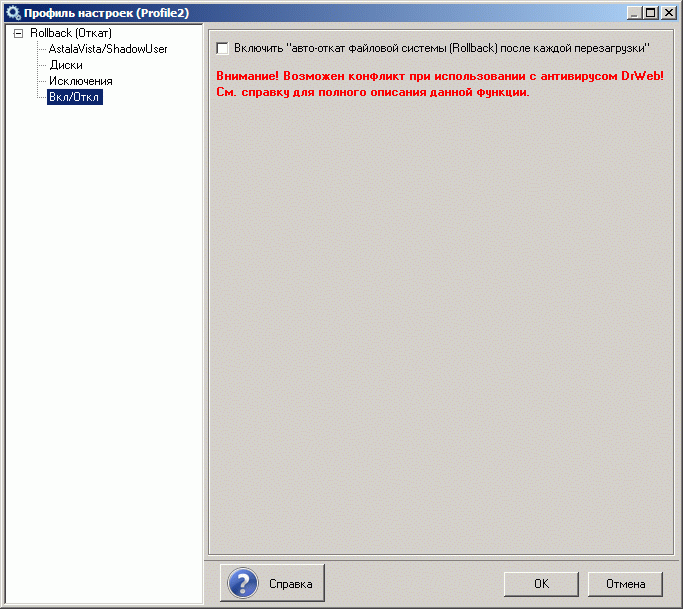 Профиль настроек (Profile2)
Rollback (Откат)
AstalaVista/ShadowUser
Диски
Исключения
Вкл/Откл
Включить "авто-откат файловой системы (Rollback) после каждой перезагрузки"
Внимание! Возможен конфликт при использовании с антивирусом DrWeb!
См. справку для полного описания данной функции.
Справка
OK
Отмена